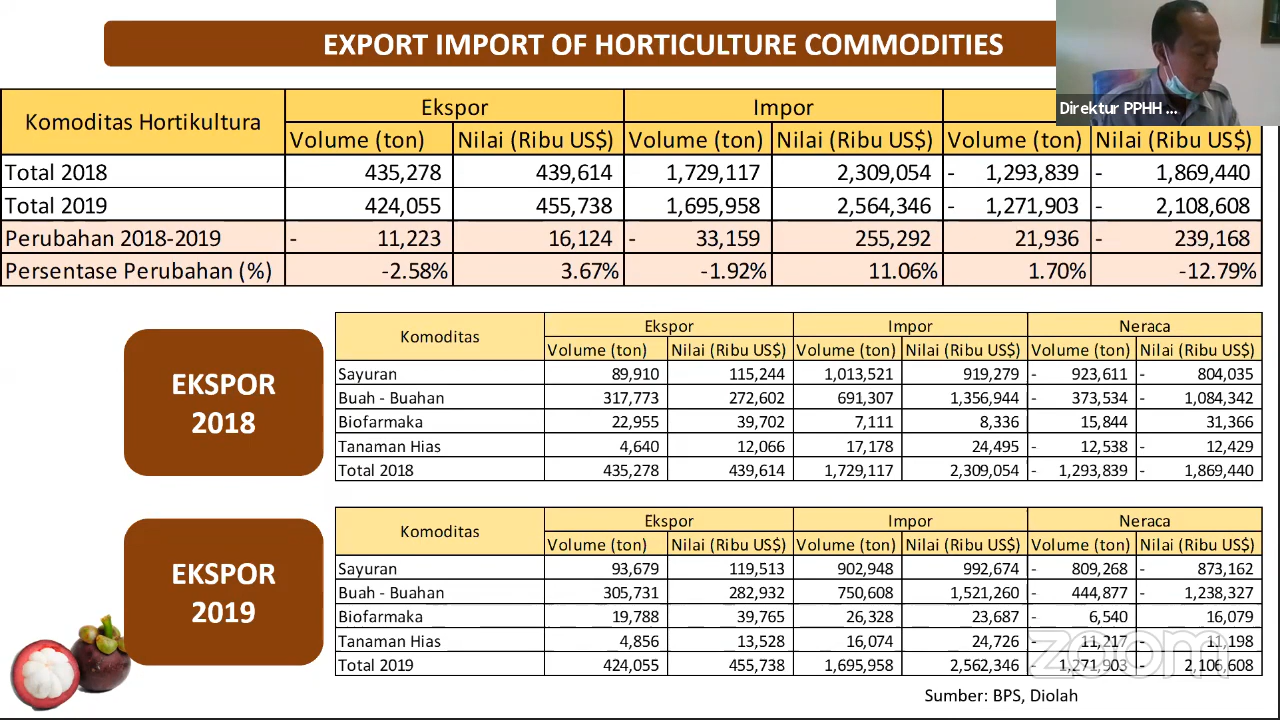 EXPORT IMPORT OF HORTICULTURE COMMODITIES
Direktur PPHH ...
Komoditas Hortikultura Ekspor Impor
Volume (ton) Nilai (Ribu US$) Volume (ton) Nilai (Ribu US$) Volume (ton) Nilai (Ribu US$)
Total 2018 435,278 439,614 1,729,117 2,309,054 - 1,293,839 - 1,869,440
Total 2019 424,055 455,738 1,695,958 2,564,346 - 1,271,903 - 2,108,608
Perubahan 2018-2019 - 11,223 16,124 - 33,159 255,292 21,936 - 239,168
Persentase Perubahan (%) -2.58% 3.67% -1.92% 11.06% 1.70% -12.79%
EKSPOR
2018
Komoditas Ekspor Impor Neraca
Volume (ton) Nilai (Ribu US$) Volume (ton) Nilai (Ribu US$) Volume (ton) Nilai (Ribu US$)
Sayuran 89,910 115,244 1,013,521 919,279 - 923,611 - 804,035
Buah - Buahan 317,773 272,602 691,307 1,356,944 - 373,534 - 1,084,342
Biofarmaka 22,955 39,702 7,111 8,336 15,844 31,366
Tanaman Hias 4,640 12,066 17,178 24,495 - 12,538 - 12,429
Total 2018 435,278 439,614 1,729,117 2,309,054 - 1,293,839 - 1,869,440
EKSPOR
2019
Komoditas Ekspor Impor Neraca
Volume (ton) Nilai (Ribu US$) Volume (ton) Nilai (Ribu US$) Volume (ton) Nilai (Ribu US$)
Sayuran 93,679 119,513 902,948 992,674 - 809,268 - 873,162
Buah - Buahan 305,731 282,932 750,608 1,521,260 - 444,877 - 1,238,327
Biofarmaka 19,788 39,765 26,328 23,687 - 6,540 16,079
Tanaman Hias 4,856 13,528 16,074 24,726 - 11,217 - 11,198
Total 2019 424,055 455,738 1,695,958 2,562,346 - 1,271,903 - 2,106,608
zoom
Sumber: BPS, Diolah